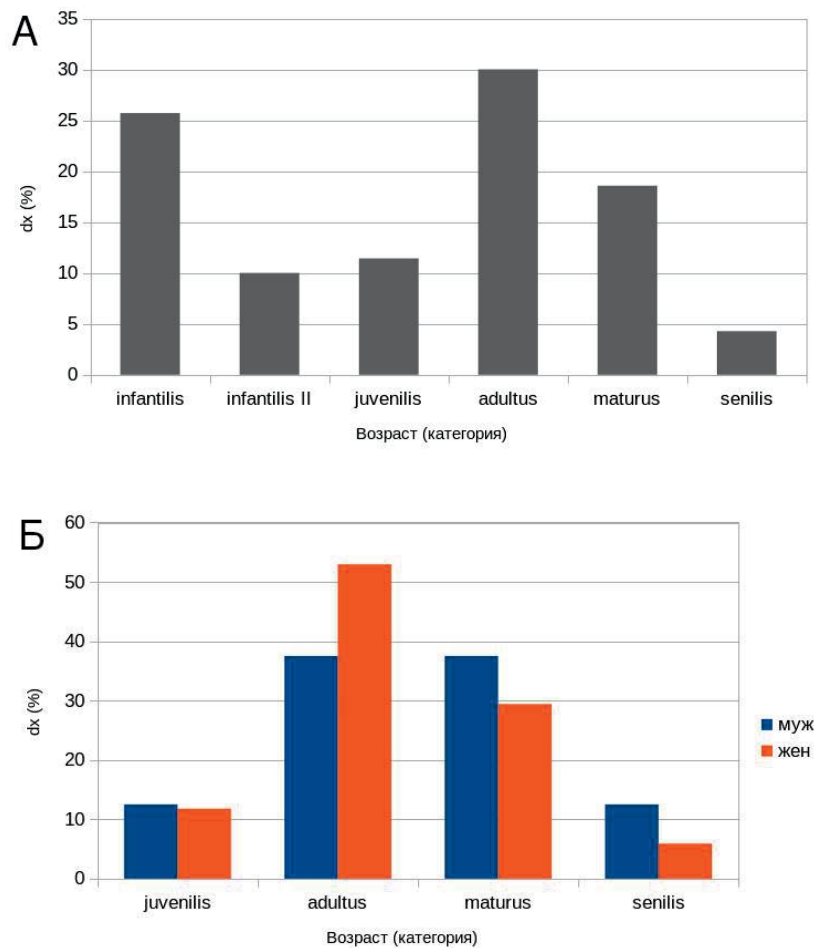 А
35
30
25
20
15
10
5
0
dx (%)
infantilis infantilis II juvenilis adultus maturus senilis
Возраст (категория)
Б
60
50
40
30
20
10
0
dx (%)
муж
жен
juvenilis adultus maturus senilis
Возраст (категория)